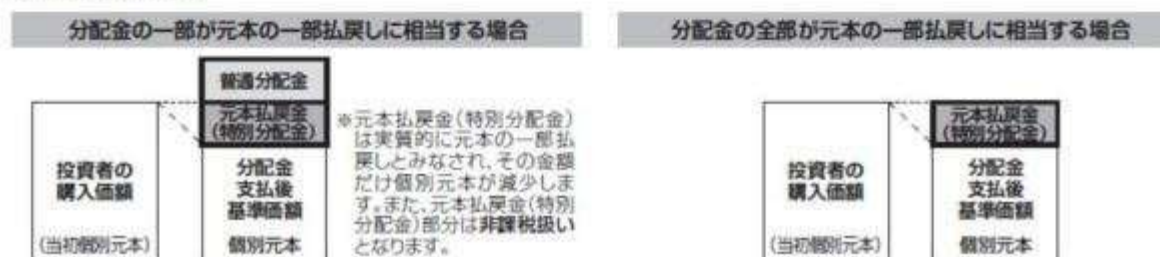 分配金の一部が元本の一部払戻しに相当する場合
普通分配金
元本払戻金
(特別分配金)
投資者の
購入価額
(当初個別元本)
分配金
支払後
基準価額
個別元本
※元本払戻金(特別分配金)
は実質的に元本の一部払
戻しとみなされ、その金額
だけ個別元本が減少しま
す。また、元本払戻金(特別
分配金)部分は非課税扱い
となります。
分配金の全部が元本の一部払戻しに相当する場合
元本払戻金
(特別分配金)
投資者の
購入価額
(当初個別元本)
分配金
支払後
基準価額
個別元本